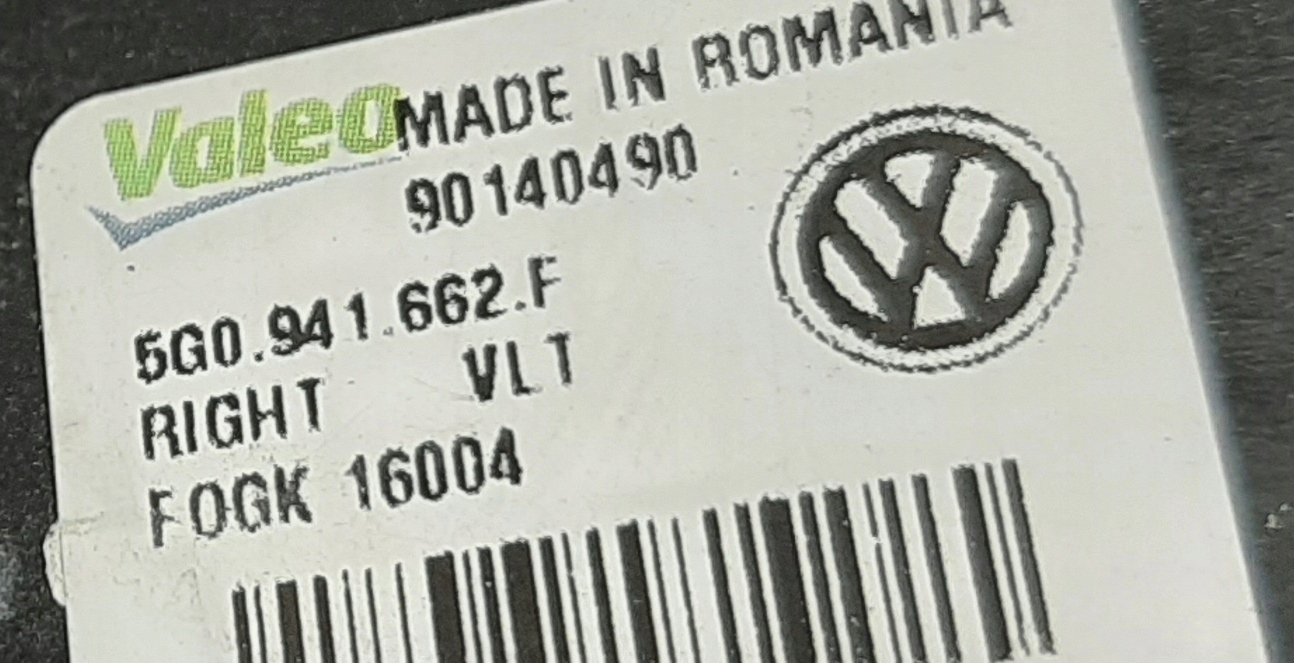 Valeo MADE IN ROMANIA
90140490
5G0.941.662.F
RIGHT VLT
FOGK 16004